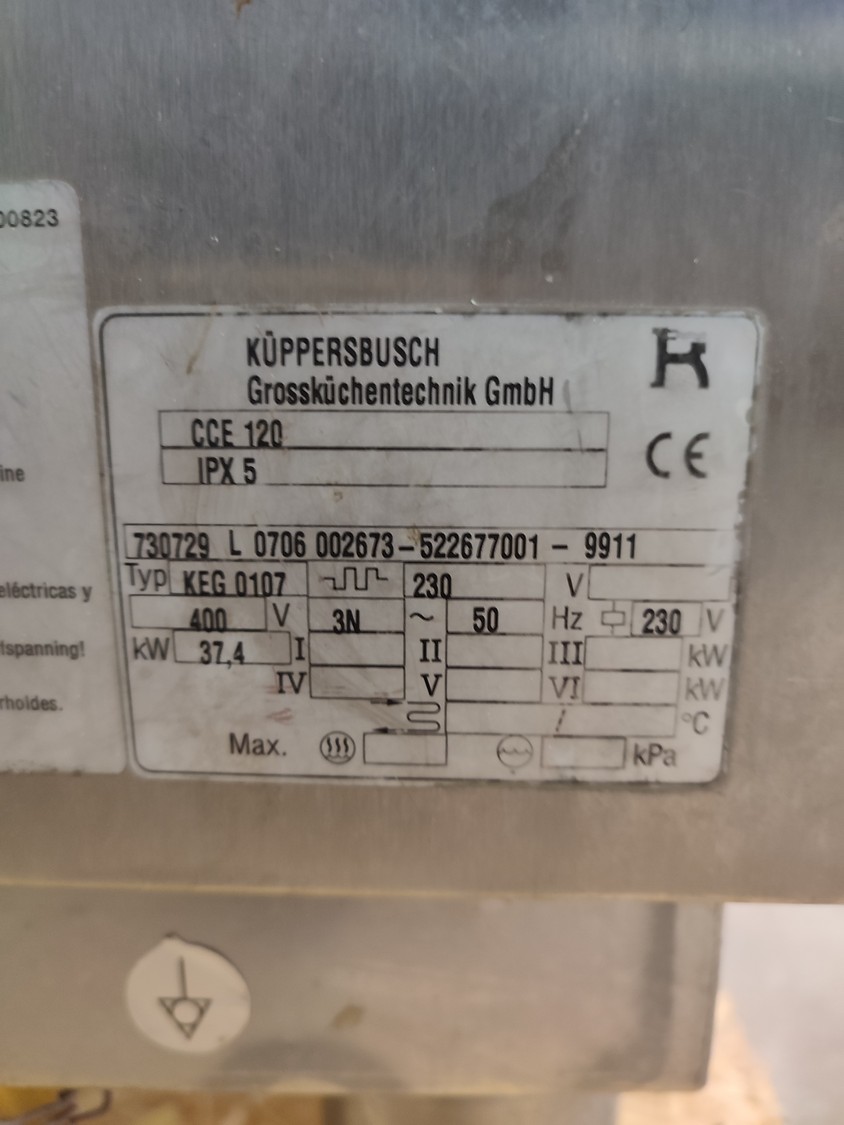 00823
ine
eléctricas y
tspanning!
rholdes.
KÜPPERSBUSCH
Grossküchentechnik GmbH
CCE 120
IPX 5
CE
730729 L 0706 002673-522677001 - 9911
Typ KEG 0107 230 V
400 V 3N ~ 50 Hz 230 V
kW 37,4 I II III kW
IV V VI kW
/ °C
Max. kPa